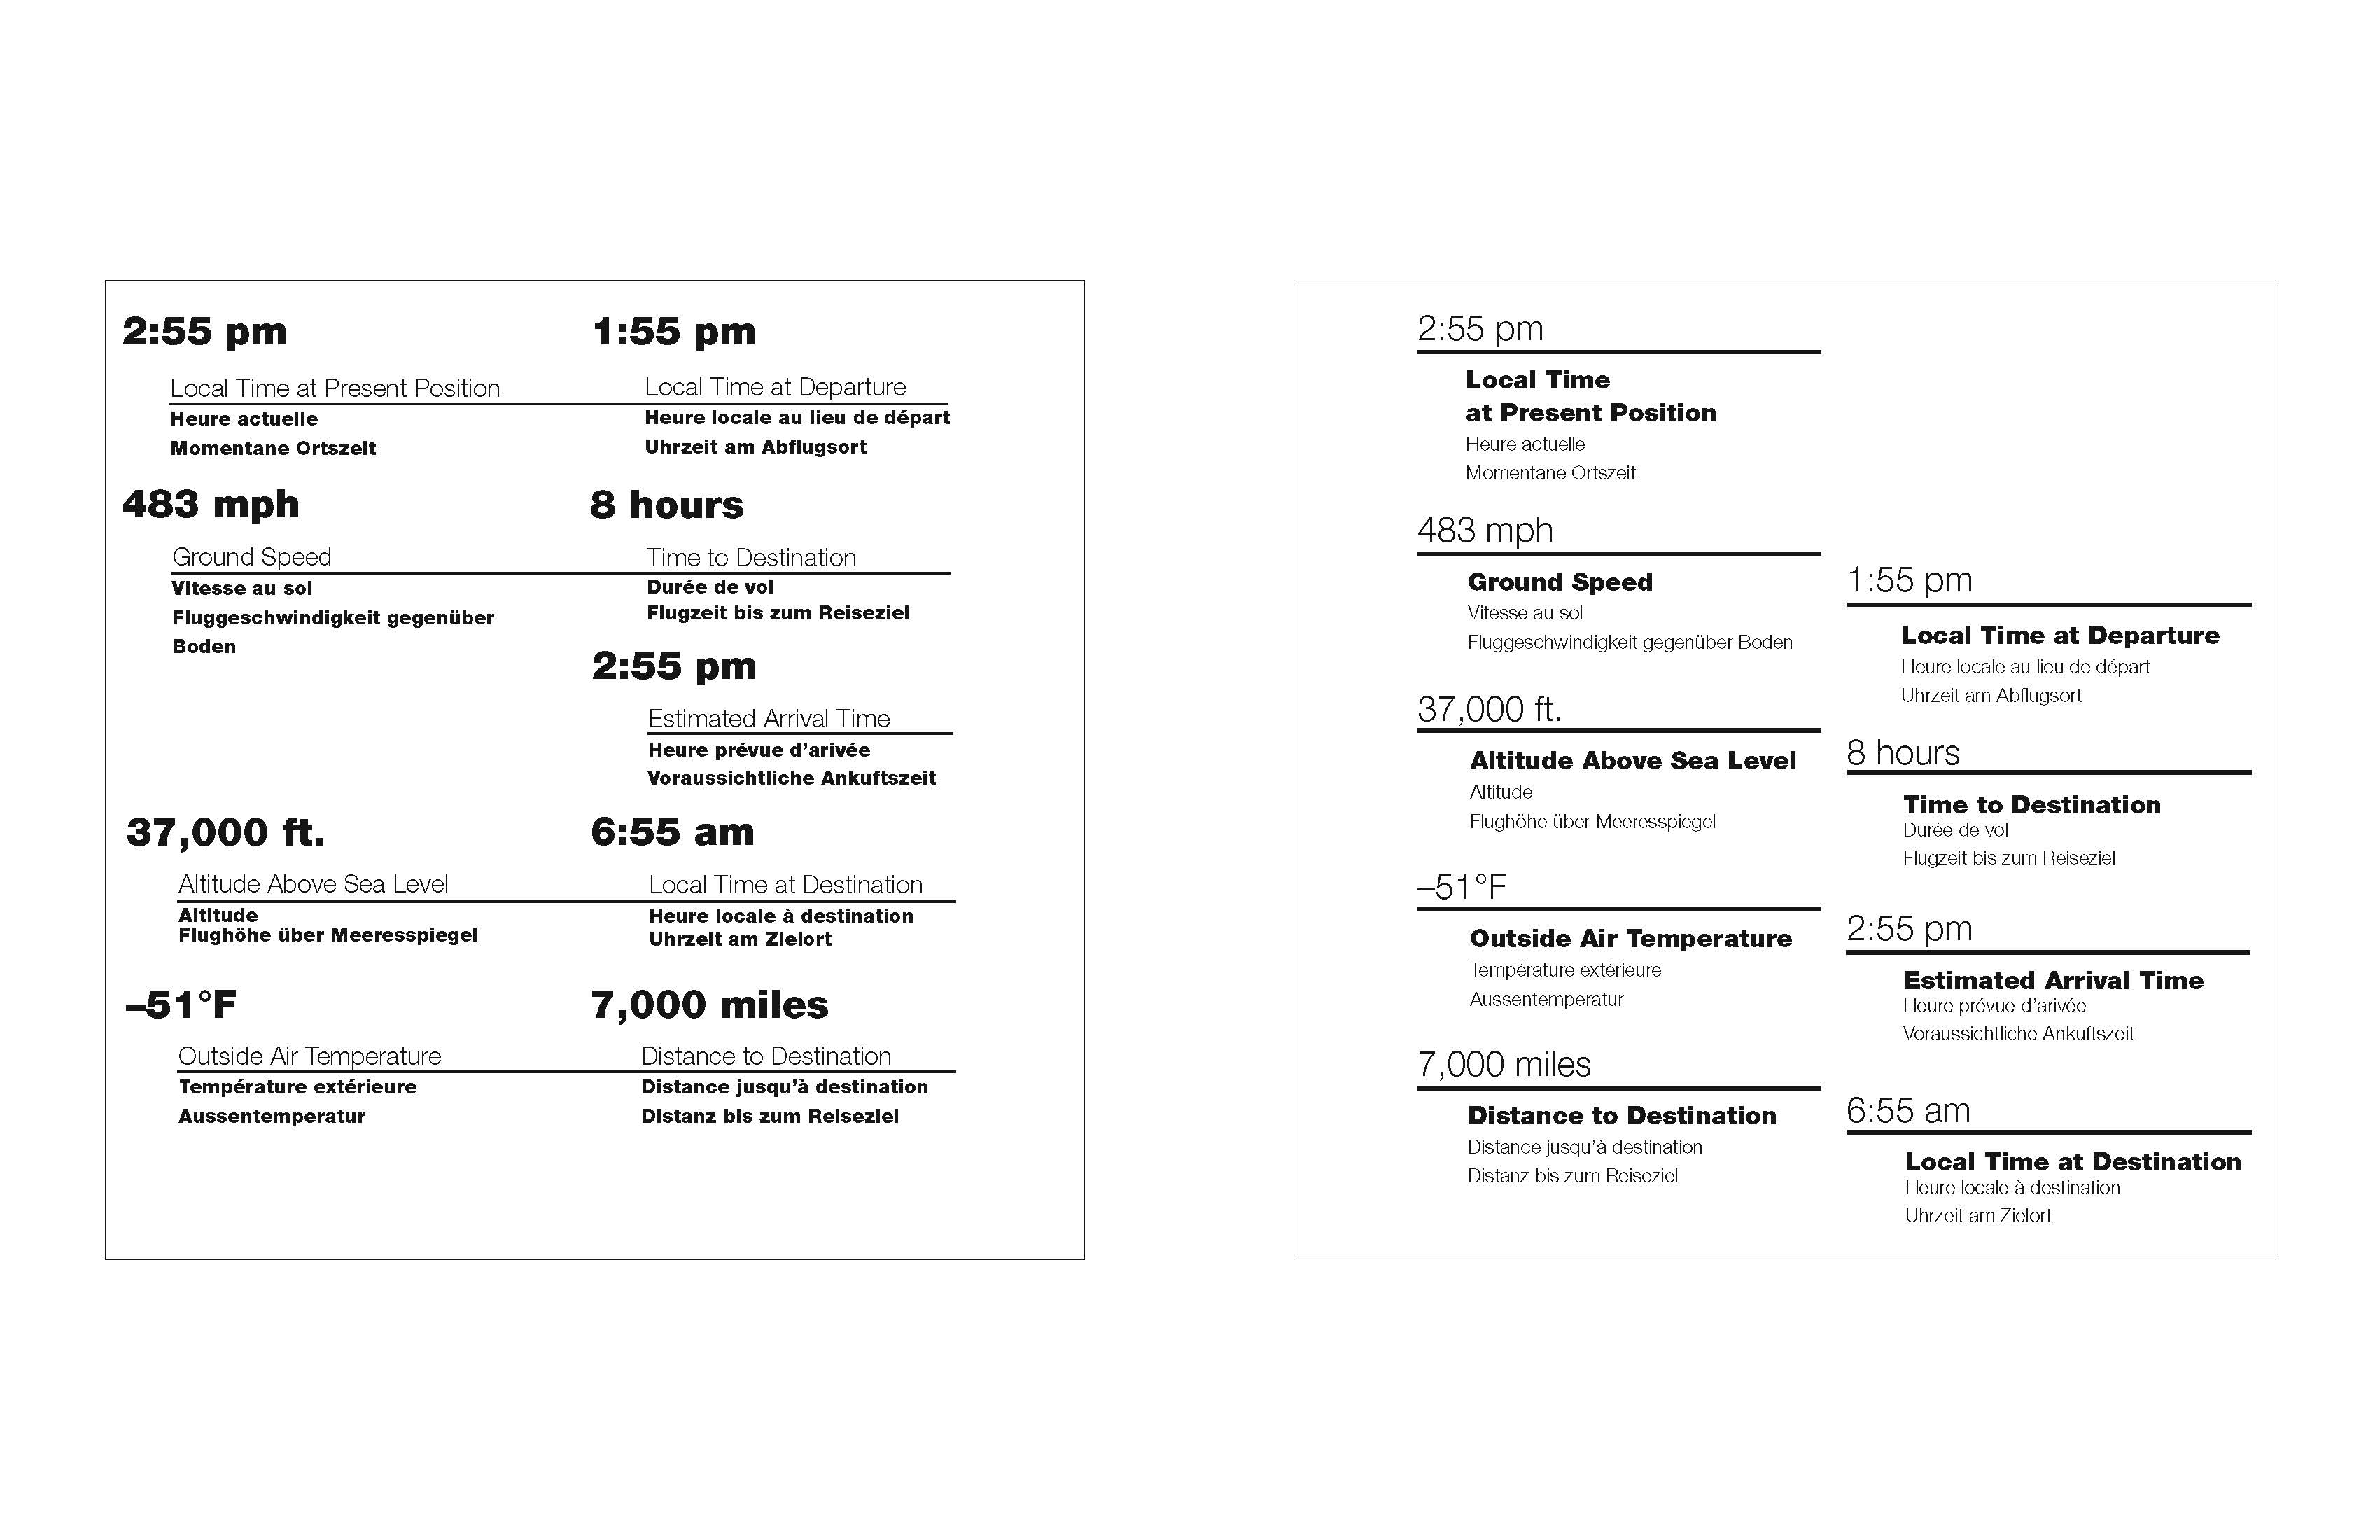 2:55 pm
Local Time at Present Position
Heure actuelle
Momentane Ortszeit
483 mph
Ground Speed
Vitesse au sol
Fluggeschwindigkeit gegenüber
Boden
37,000 ft.
Altitude Above Sea Level
Altitude
Flughöhe über Meeresspiegel
–51°F
Outside Air Temperature
Température extérieure
Aussentemperatur
1:55 pm
Local Time at Departure
Heure locale au lieu de départ
Uhrzeit am Abflugsort
8 hours
Time to Destination
Durée de vol
Flugzeit bis zum Reiseziel
2:55 pm
Estimated Arrival Time
Heure prévue d’arivée
Voraussichtliche Ankuftszeit
6:55 am
Local Time at Destination
Heure locale à destination
Uhrzeit am Zielort
7,000 miles
Distance to Destination
Distance jusqu’à destination
Distanz bis zum Reiseziel
2:55 pm
Local Time
at Present Position
Heure actuelle
Momentane Ortszeit
483 mph
Ground Speed
Vitesse au sol
Fluggeschwindigkeit gegenüber Boden
37,000 ft.
Altitude Above Sea Level
Altitude
Flughöhe über Meeresspiegel
–51°F
Outside Air Temperature
Température extérieure
Aussentemperatur
7,000 miles
Distance to Destination
Distance jusqu’à destination
Distanz bis zum Reiseziel
1:55 pm
Local Time at Departure
Heure locale au lieu de départ
Uhrzeit am Abflugsort
8 hours
Time to Destination
Durée de vol
Flugzeit bis zum Reiseziel
2:55 pm
Estimated Arrival Time
Heure prévue d’arivée
Voraussichtliche Ankuftszeit
6:55 am
Local Time at Destination
Heure locale à destination
Uhrzeit am Zielort